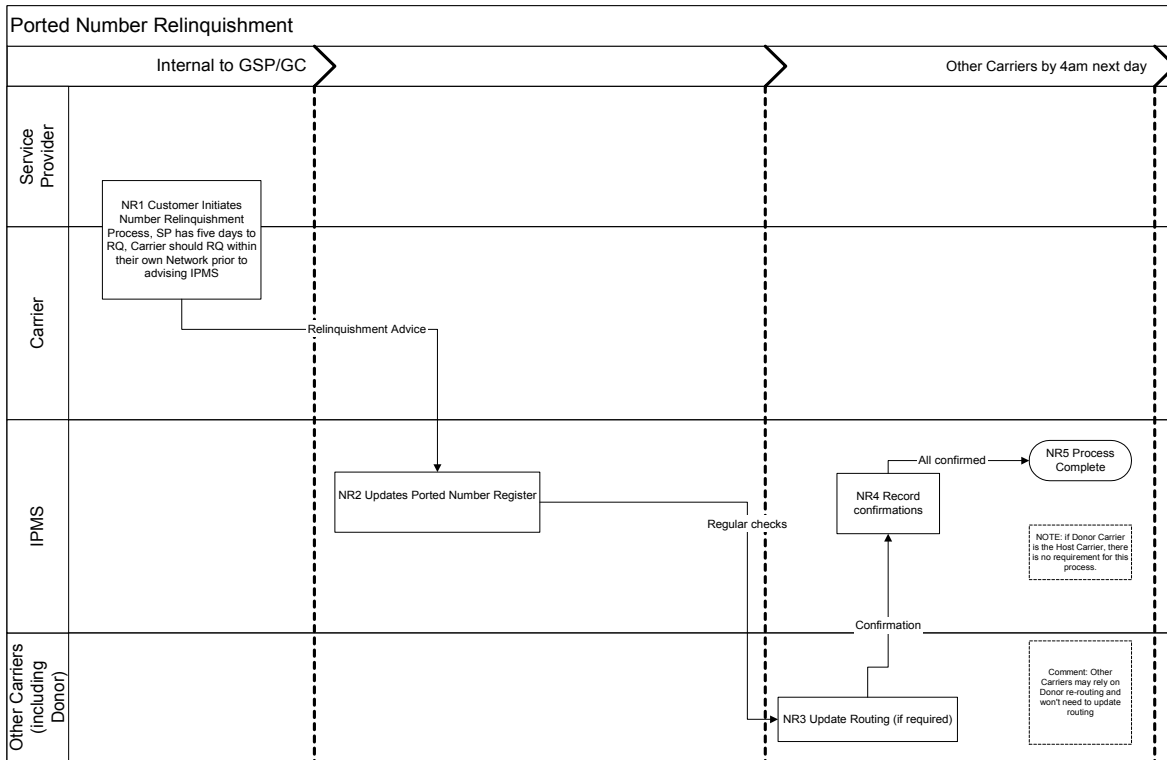 Ported Number Relinquishment
Internal to GSP/GC
Other Carriers by 4am next day
Service
Provider
NR1 Customer Initiates
Number Relinquishment
Process, SP has five days to
RQ, Carrier should RQ within
their own Network prior to
advising IPMS
Carrier
Relinquishment Advice
IPMS
NR2 Updates Ported Number Register
Regular checks
NR4 Record
confirmations
All confirmed
NR5 Process
Complete
NOTE: if Donor Carrier
is the Host Carrier, there
is no requirement for this
process.
Confirmation
Other Carriers
(including
Donor)
NR3 Update Routing (if required)
Comment: Other
Carriers may rely on
Donor re-routing and
won't need to update
routing